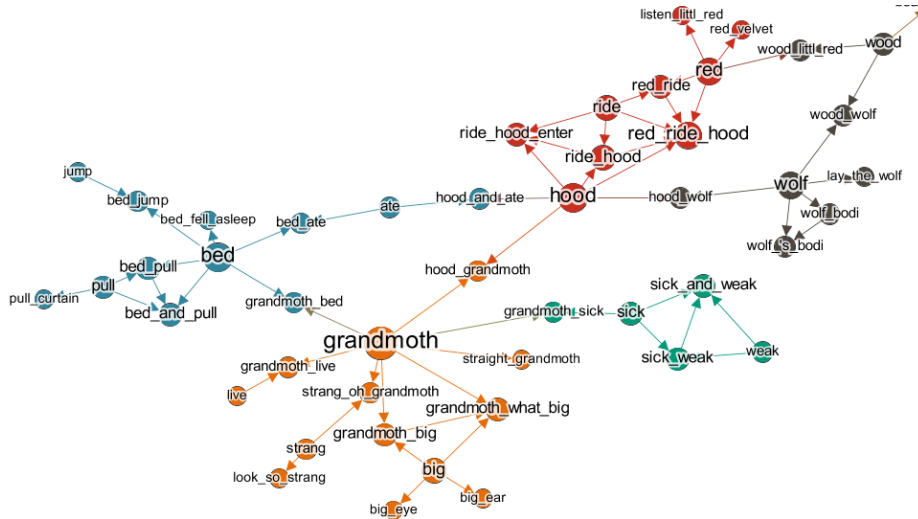 listen_littl_red
red_velvet
wood_littl_red
wood
red
red_ride
ride
wood_wolf
ride_hood_enter
red_ride_hood
ride_hood
jump
bed_jump
lay_the_wolf
wolf
hood
hood_and_ate
hood_wolf
ate
bed_fell_asleep
bed_ate
wolf_bodi
wolf_'s_bodi
bed
bed_pull
hood_grandmoth
pull
pull_curtain
grandmoth_bed
sick_and_weak
bed_and_pull
grandmoth_sick
sick
grandmoth
sick_weak
weak
straight_grandmoth
grandmoth_live
live
strang_oh_grandmoth
grandmoth_what_big
grandmoth_big
strang
big
look_so_strang
big_ear
big_eye